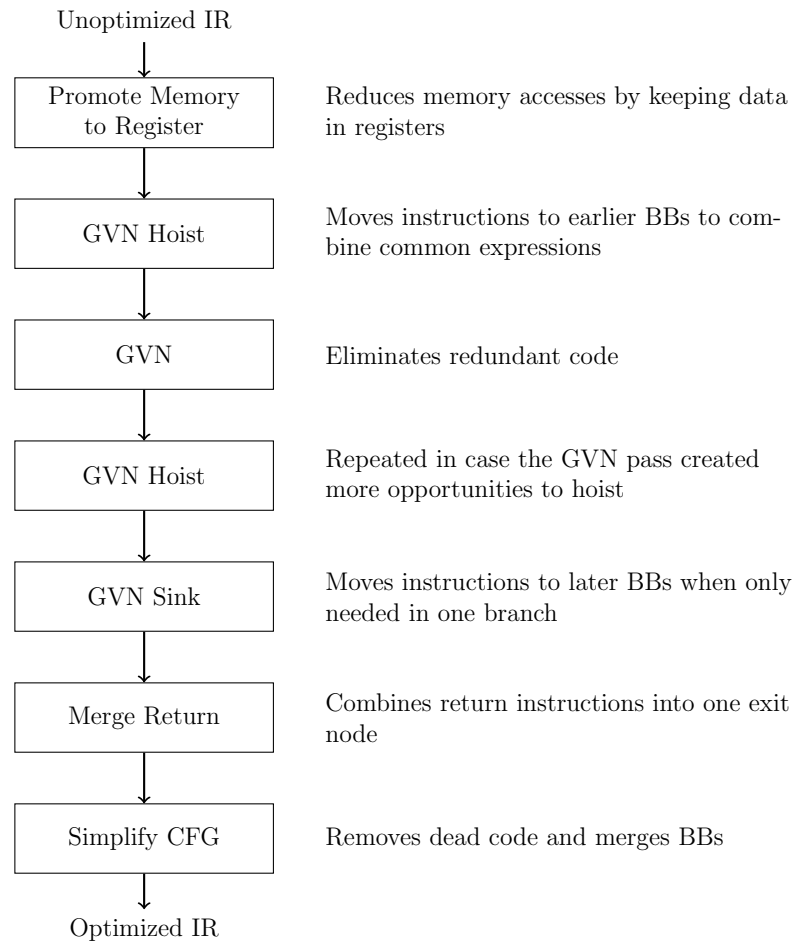 Unoptimized IR
Promote Memory
to Register
Reduces memory accesses by keeping data
in registers
GVN Hoist
Moves instructions to earlier BBs to com-
bine common expressions
GVN
Eliminates redundant code
GVN Hoist
Repeated in case the GVN pass created
more opportunities to hoist
GVN Sink
Moves instructions to later BBs when only
needed in one branch
Merge Return
Combines return instructions into one exit
node
Simplify CFG
Removes dead code and merges BBs
Optimized IR